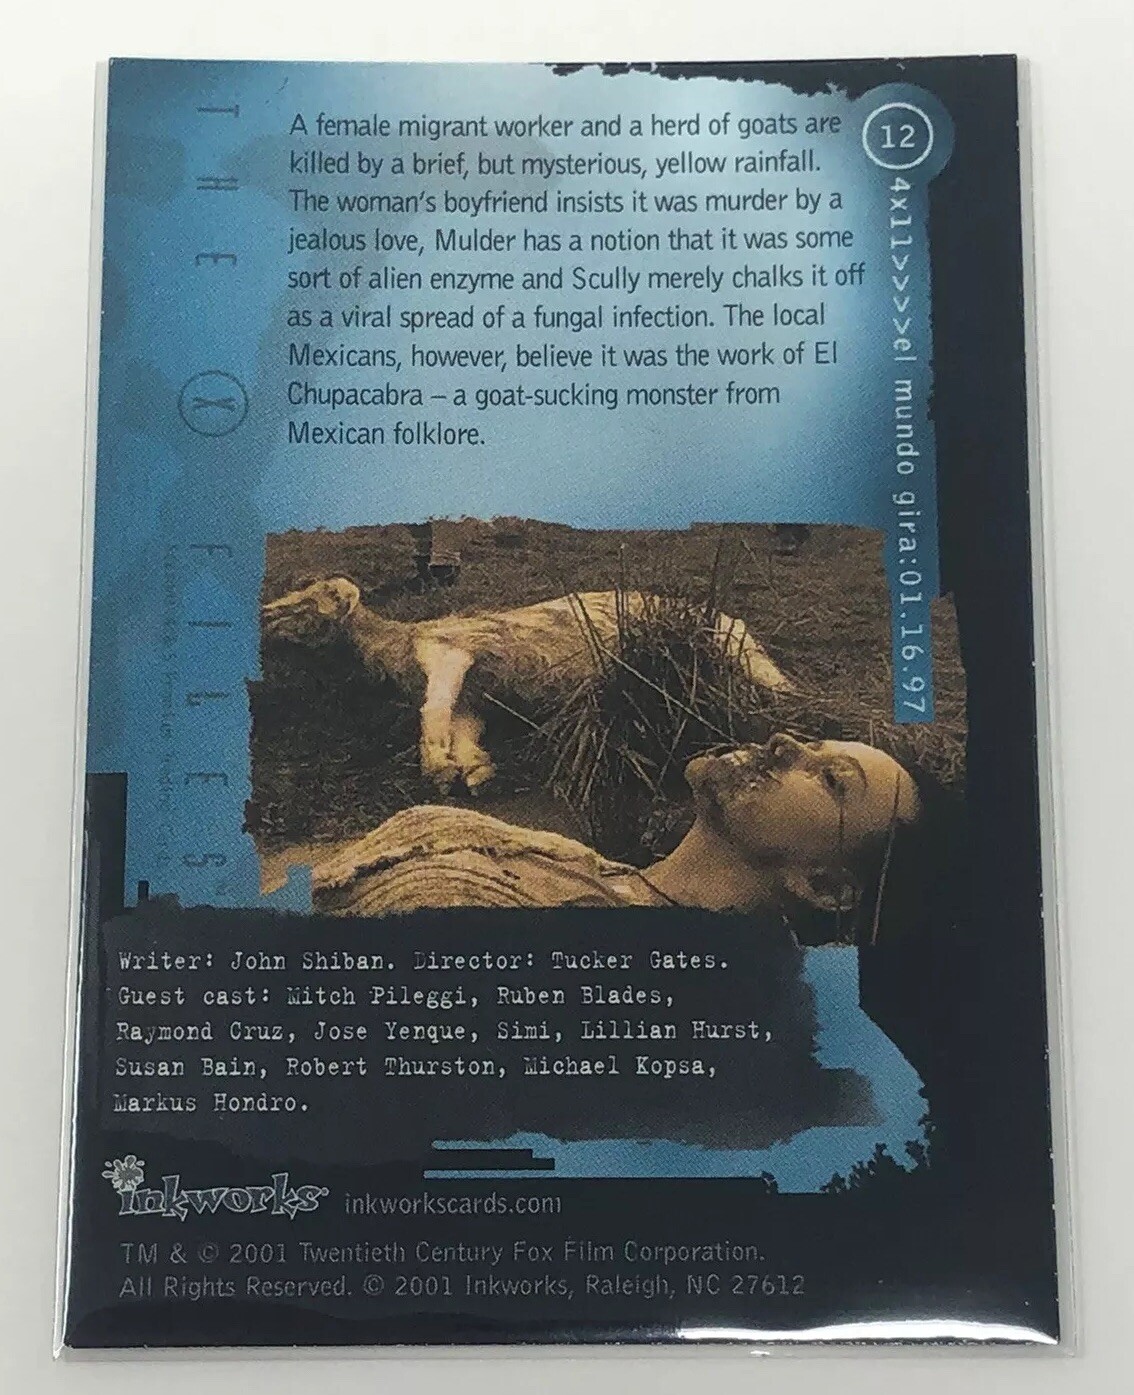 THE X FILES
A female migrant worker and a herd of goats are
killed by a brief, but mysterious, yellow rainfall.
The woman's boyfriend insists it was murder by a
jealous love, Mulder has a notion that it was some
sort of alien enzyme and Scully merely chalks it off
as a viral spread of a fungal infection. The local
Mexicans, however, believe it was the work of El
Chupacabra – a goat-sucking monster from
Mexican folklore.
12
4x11>>>>el mundo gira:01.16.97
Writer: John Shiban. Director: Tucker Gates.
Guest cast: Mitch Pileggi, Ruben Blades,
Raymond Cruz, Jose Yenque, Simi, Lillian Hurst,
Susan Bain, Robert Thurston, Michael Kopsa,
Markus Hondro.
inkworks inkworkscards.com
TM & © 2001 Twentieth Century Fox Film Corporation.
All Rights Reserved. © 2001 Inkworks, Raleigh, NC 27612